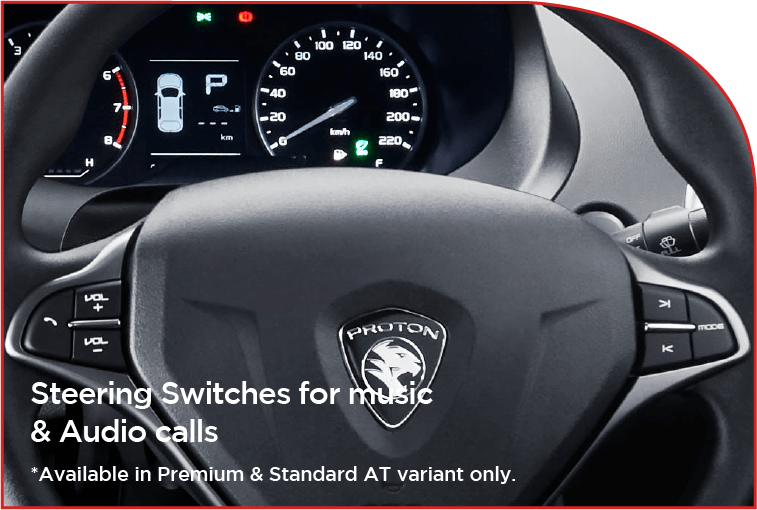 3
6
7
8
H
P
--- 
km
0
20
40
60
80
100
120
140
160
180
200
220
km/h
F
OFF
VOL
+
VOL
–
PROTON
MODE
Steering Switches for music
& Audio calls
*Available in Premium & Standard AT variant only.